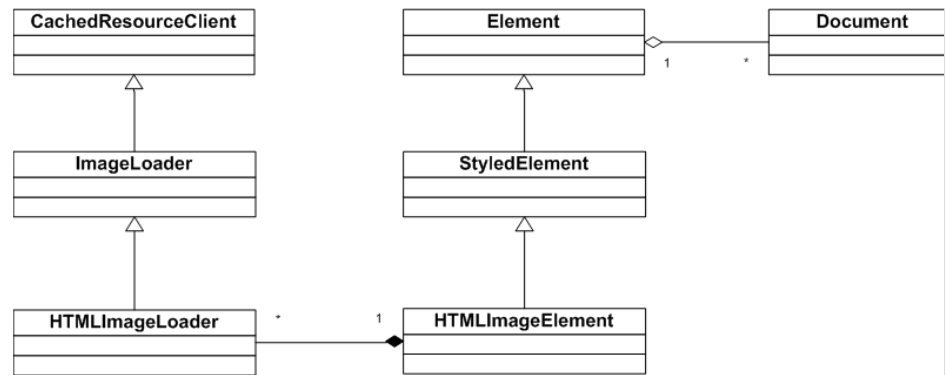 CachedResourceClient
Element
Document
1
*
ImageLoader
StyledElement
HTMLImageLoader
*
1
HTMLImageElement